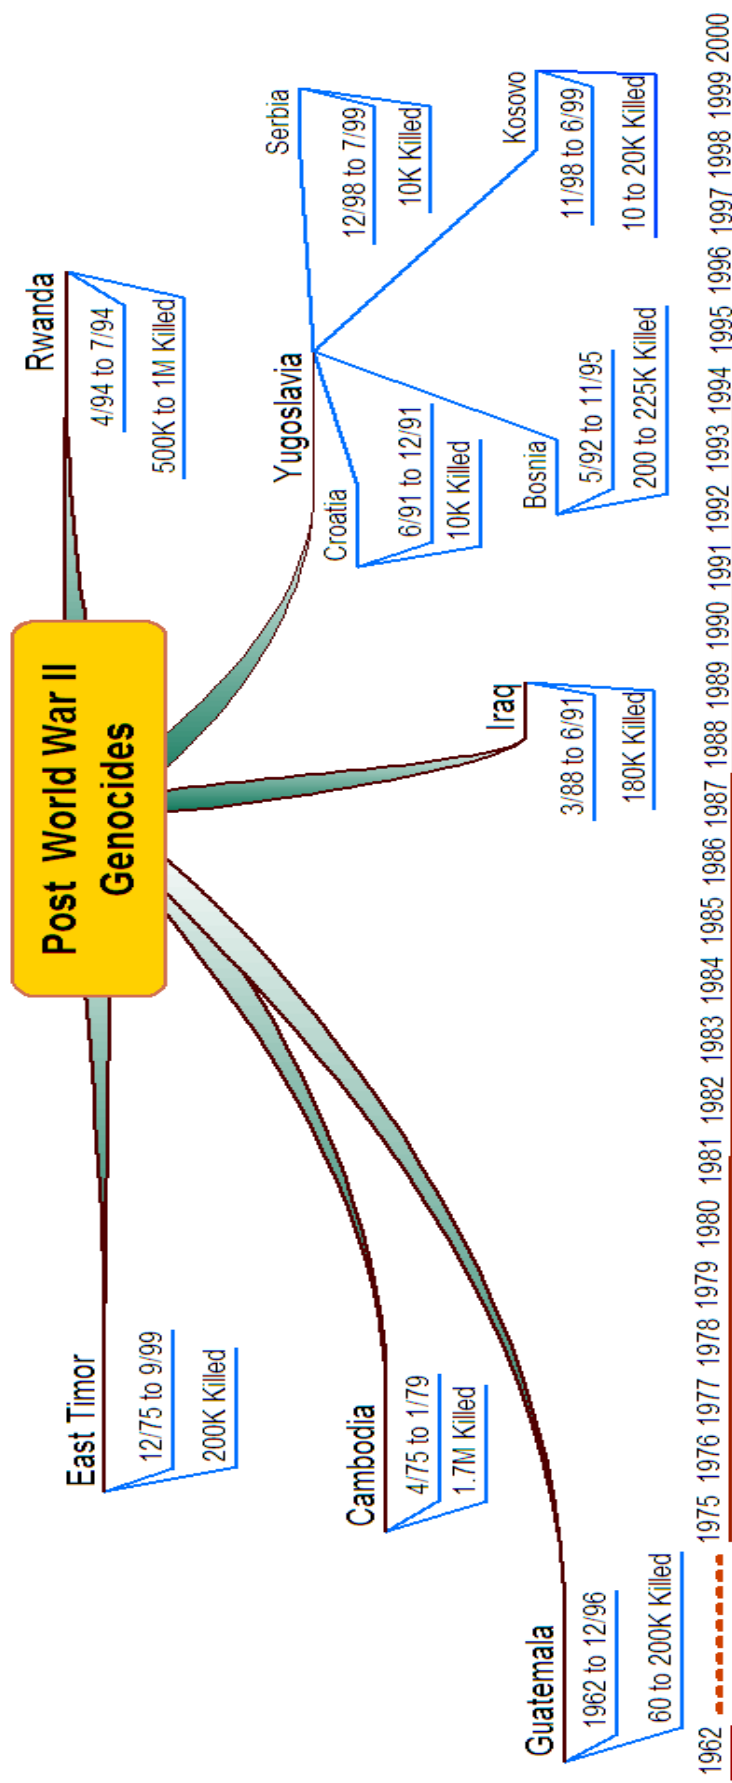 Post World War II
Genocides
East Timor
12/75 to 9/99
200K Killed
Cambodia
4/75 to 1/79
1.7M Killed
Guatemala
1962 to 12/96
60 to 200K Killed
Iraq
3/88 to 6/91
180K Killed
Rwanda
4/94 to 7/94
500K to 1M Killed
Yugoslavia
Croatia
6/91 to 12/91
10K Killed
Bosnia
5/92 to 11/95
200 to 225K Killed
Serbia
12/98 to 7/99
10K Killed
Kosovo
11/98 to 6/99
10 to 20K Killed
1962 1975 1976 1977 1978 1979 1980 1981 1982 1983 1984 1985 1986 1987 1988 1989 1990 1991 1992 1993 1994 1995 1996 1997 1998 1999 2000